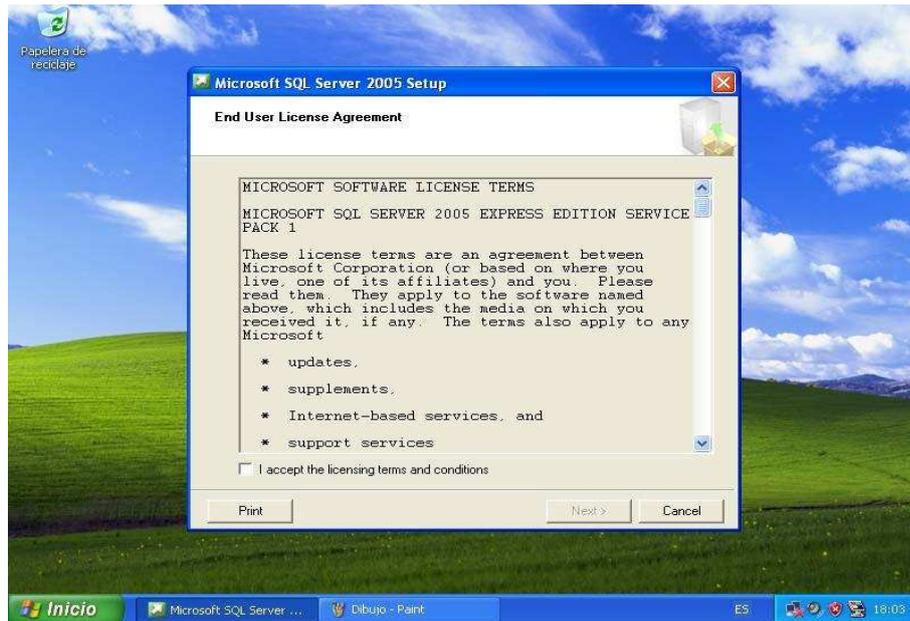 Papelera de
reciclaje
Microsoft SQL Server 2005 Setup
End User License Agreement
MICROSOFT SOFTWARE LICENSE TERMS
MICROSOFT SQL SERVER 2005 EXPRESS EDITION SERVICE
PACK 1
These license terms are an agreement between
Microsoft Corporation (or based on where you
live, one of its affiliates) and you.  Please
read them.  They apply to the software named
above, which includes the media on which you
received it, if any.  The terms also apply to any
Microsoft
* updates,
* supplements,
* Internet-based services, and
* support services
I accept the licensing terms and conditions
Print
Next >
Cancel
Inicio
Microsoft SQL Server ...
Dibujo - Paint
ES
18:03